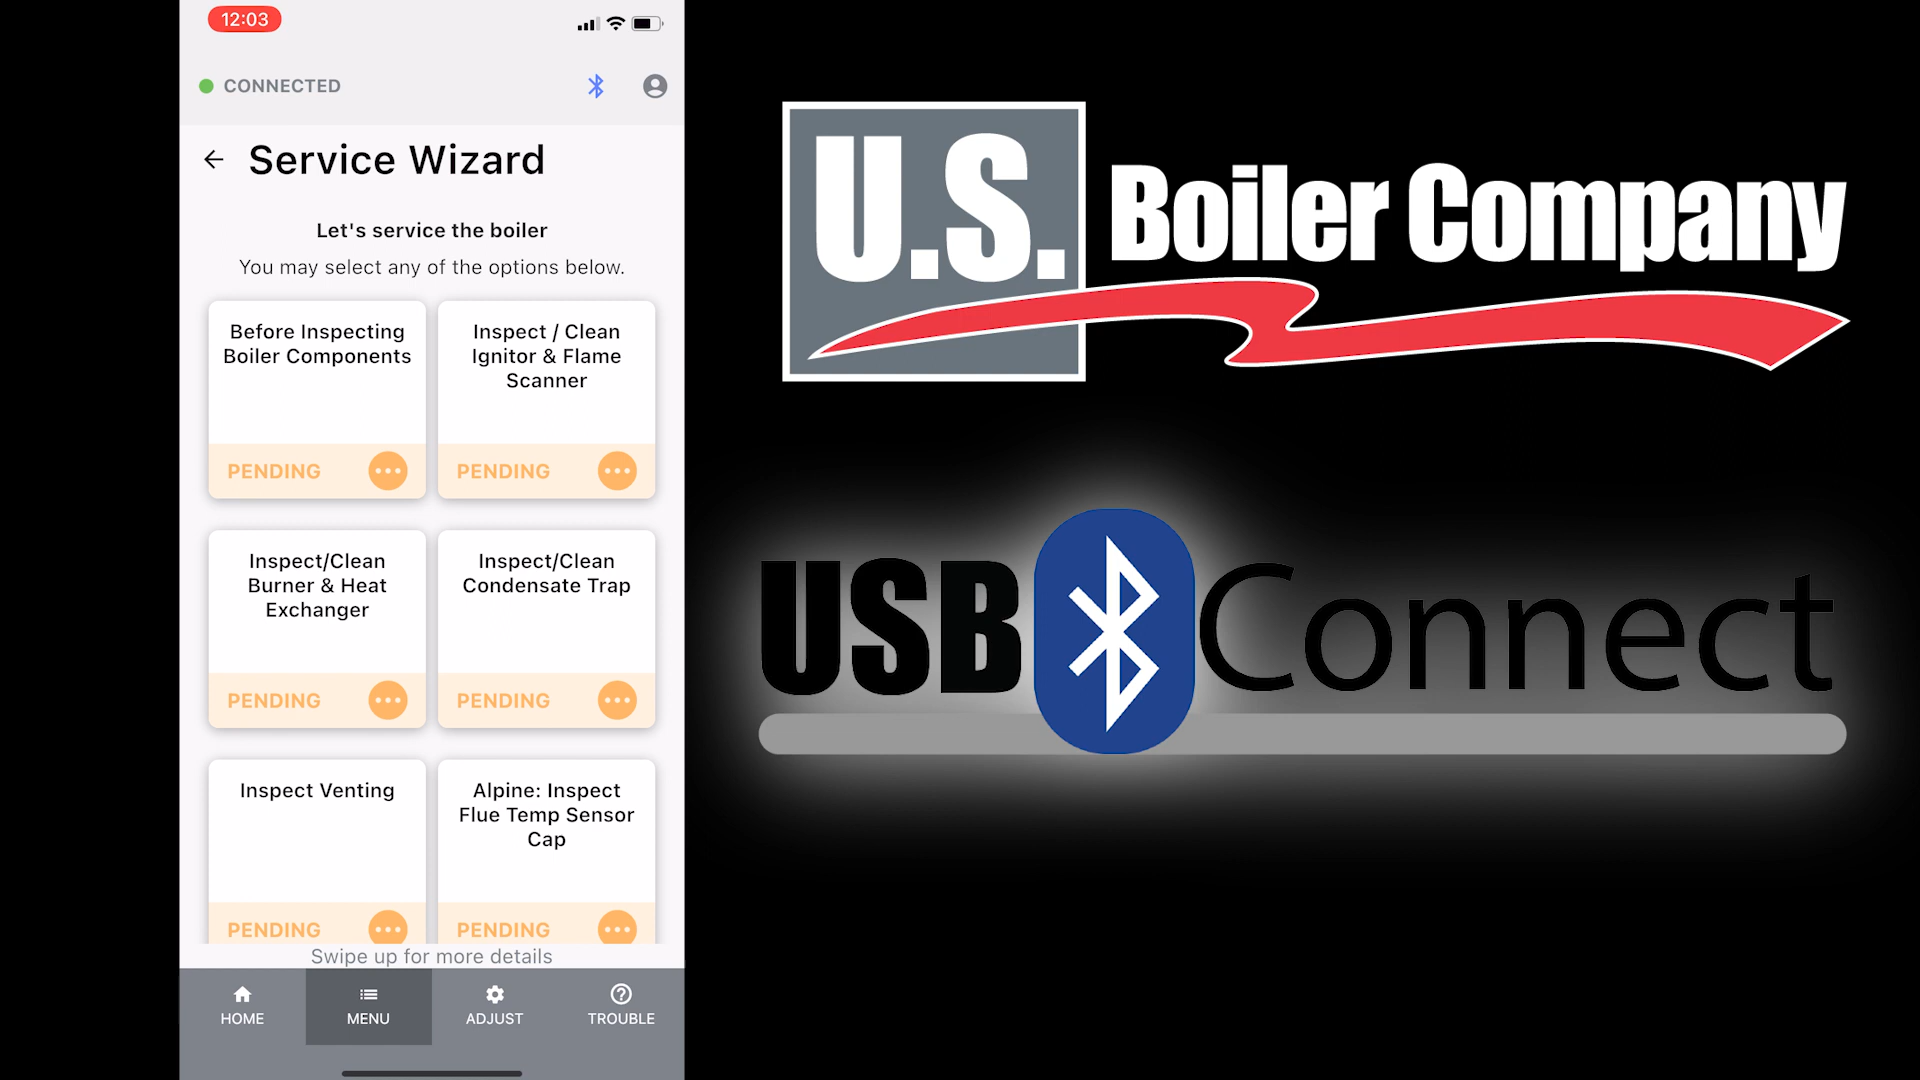 12:03
CONNECTED
Service Wizard
Let's service the boiler
You may select any of the options below.
Before Inspecting
Boiler Components
PENDING
Inspect / Clean
Ignitor & Flame
Scanner
PENDING
Inspect/Clean
Burner & Heat
Exchanger
PENDING
Inspect/Clean
Condensate Trap
PENDING
Inspect Venting
PENDING
Alpine: Inspect
Flue Temp Sensor
Cap
PENDING
Swipe up for more details
HOME
MENU
ADJUST
TROUBLE
U.S. Boiler Company
USB Connect